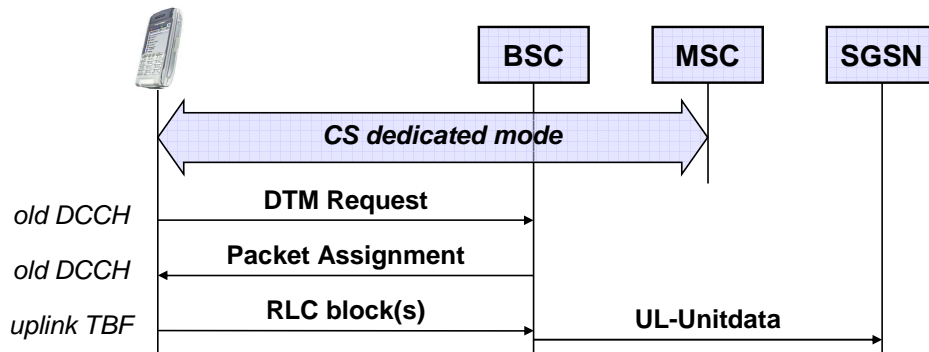 BSC
MSC
SGSN
CS dedicated mode
old DCCH
DTM Request
old DCCH
Packet Assignment
uplink TBF
RLC block(s)
UL-Unitdata